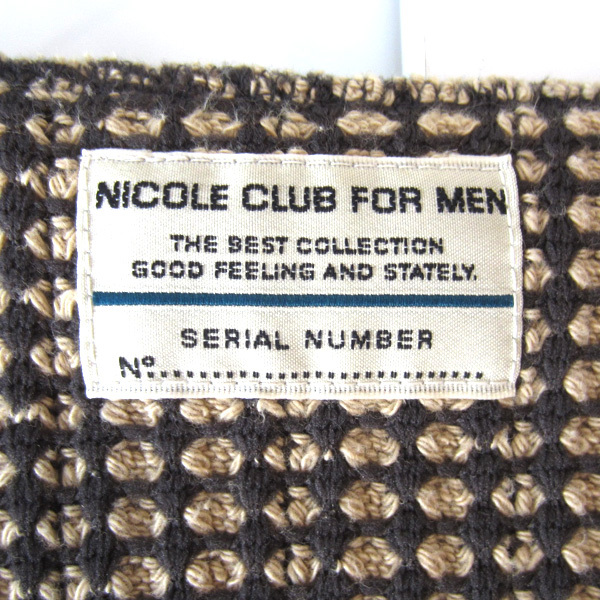 NICOLE CLUB FOR MEN
THE BEST COLLECTION
GOOD FEELING AND STATELY.
SERIAL NUMBER
Nº..............................